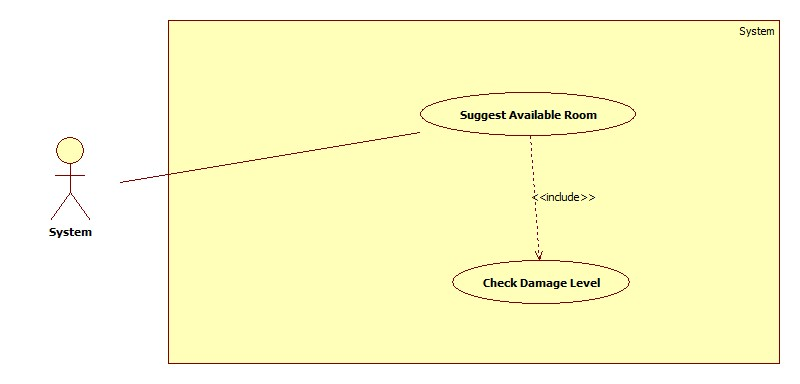 System
Suggest Available Room
<<include>>
System
Check Damage Level